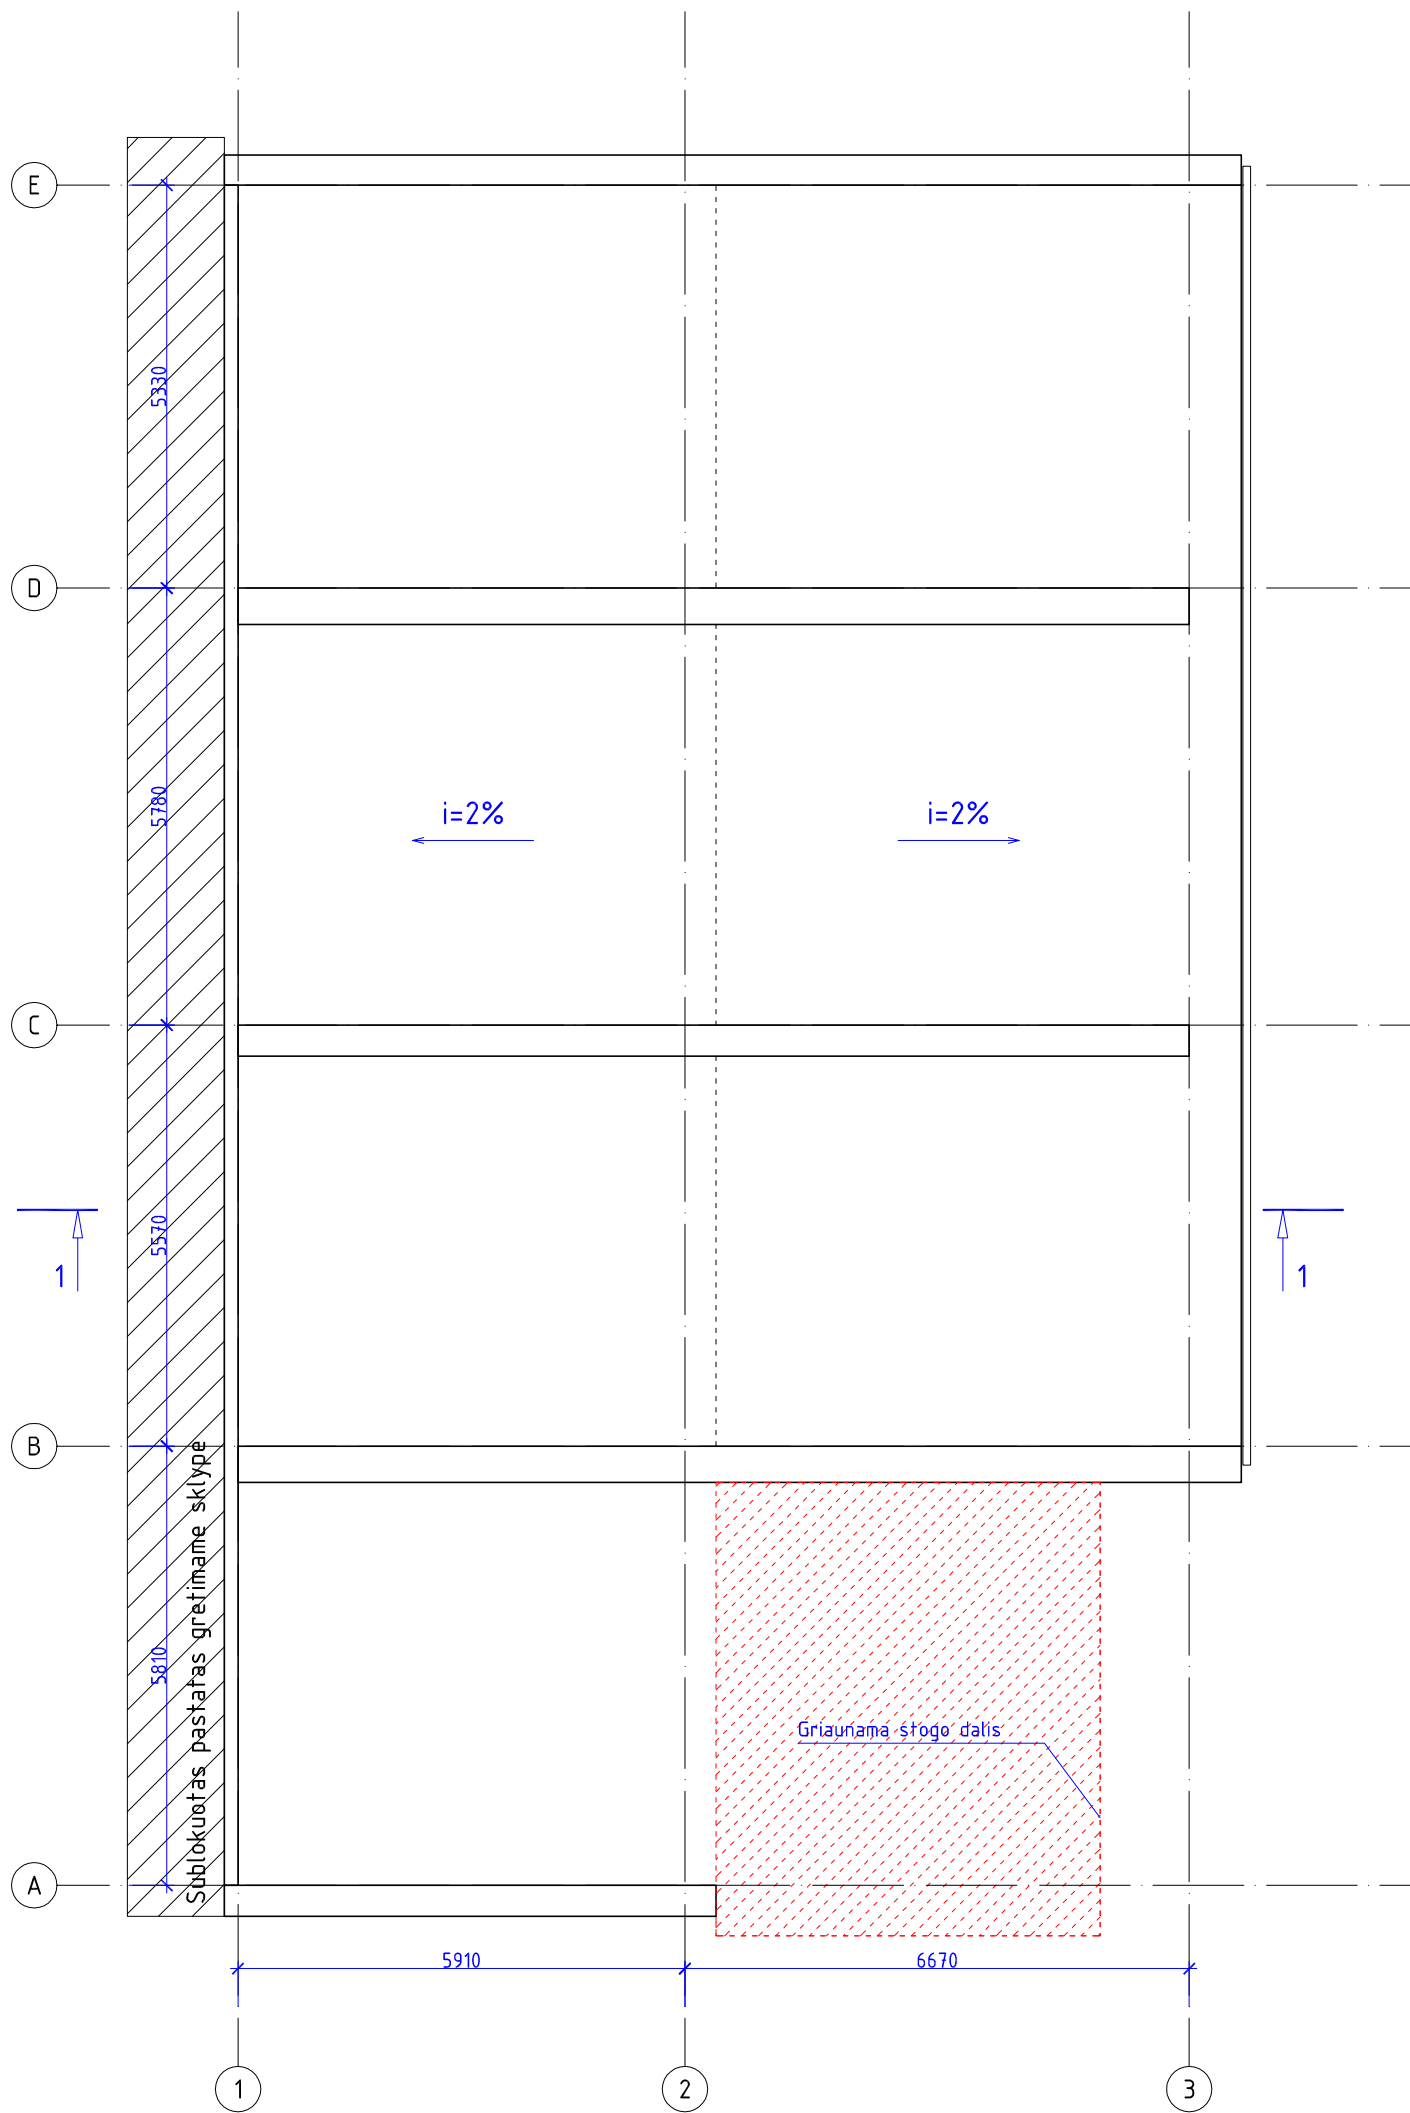 E
5330
D
5780
i=2%
i=2%
C
5570
1
1
B
Sublokuotas pastatas gretimame sklype
5810
Griaunama stogo dalis
A
5910
6670
1
2
3